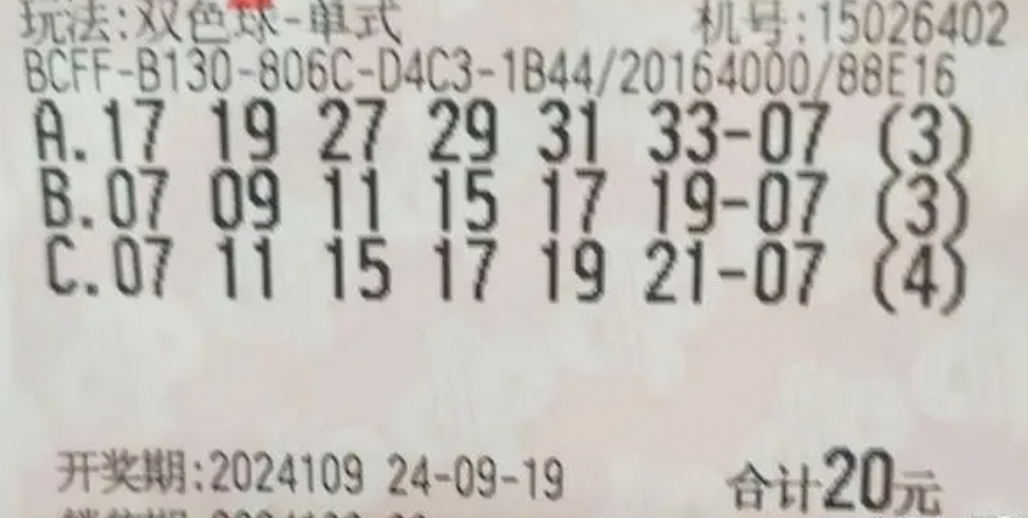 玩法:双色球-单式 机号:15026402
BCFF-B130-806C-D4C3-1B44/20164000/88E16
A.17 19 27 29 31 33-07 (3)
B.07 09 11 15 17 19-07 (3)
C.07 11 15 17 19 21-07 (4)
开奖期:2024109 24-09-19 合计20元